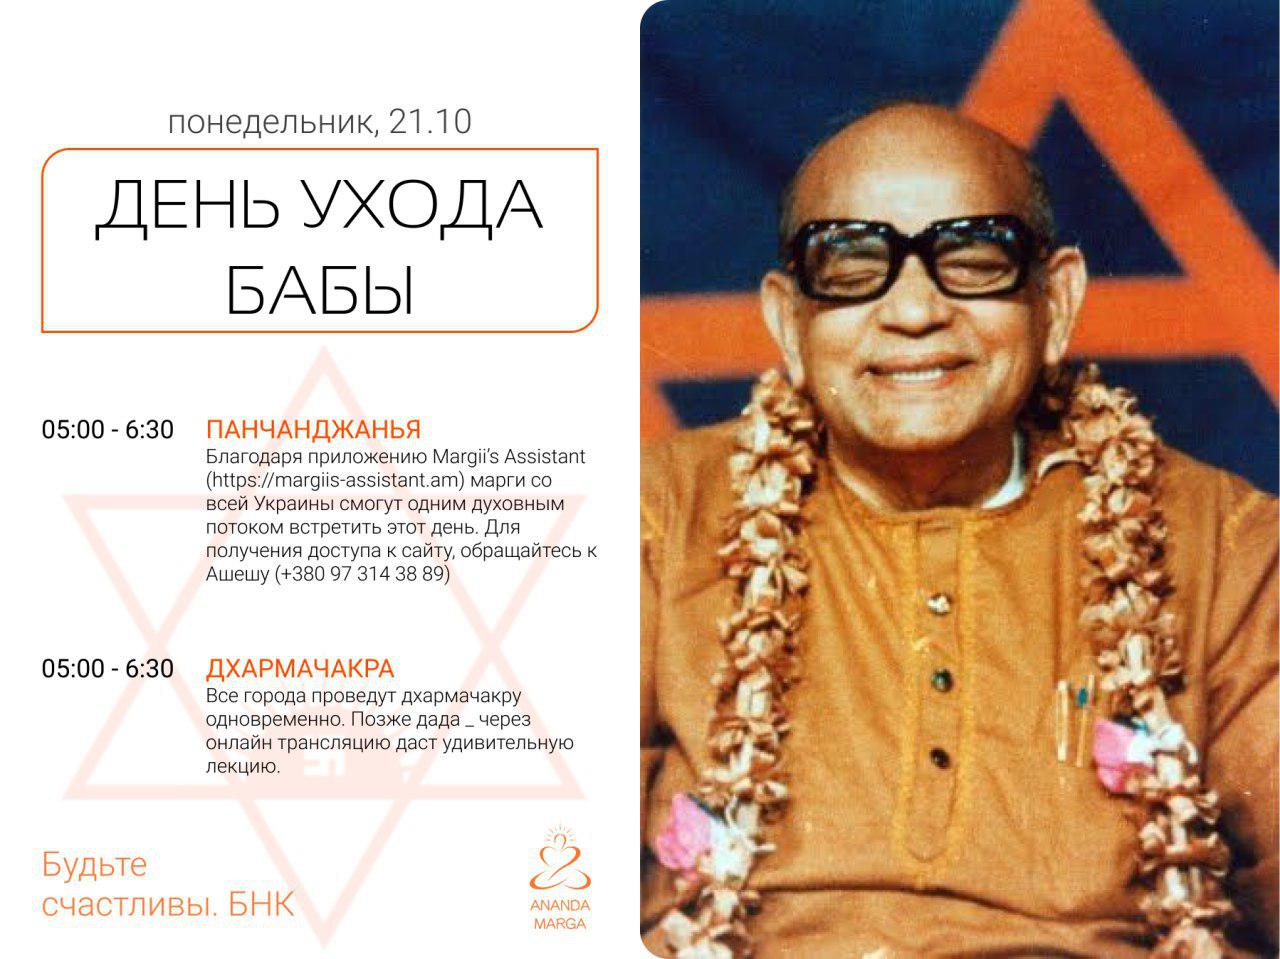 понедельник, 21.10
ДЕНЬ УХОДА
БАБЫ
05:00 - 6:30
ПАНЧАНДЖАНЬЯ
Благодаря приложению Margii’s Assistant
(https://margiis-assistant.am) марги со
всей Украины смогут одним духовным
потоком встретить этот день. Для
получения доступа к сайту, обращайтесь к
Ашешу (+380 97 314 38 89)
05:00 - 6:30
ДХАРМАЧАКРА
Все города проведут дхармачакру
одновременно. Позже дада _ через
онлайн трансляцию даст удивительную
лекцию.
Будьте
счастливы. БНК
ANANDA
MARGA